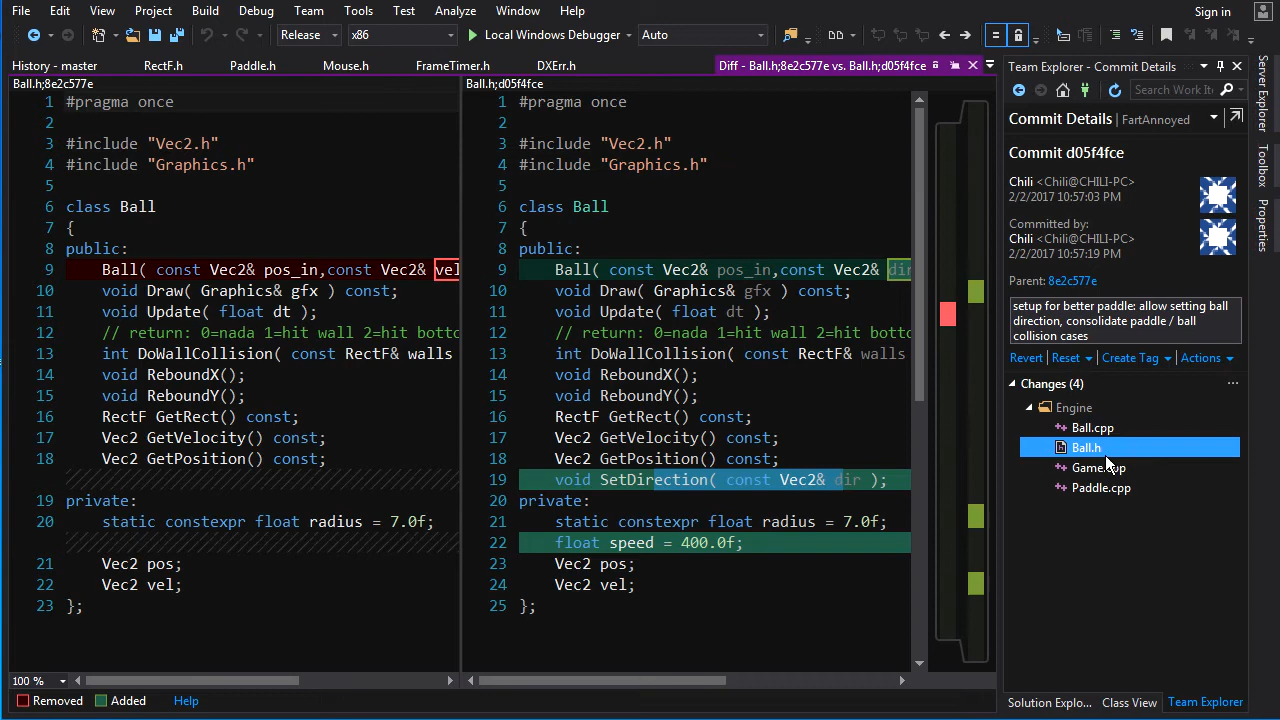 File Edit View Project Build Debug Team Tools Test Analyze Window Help Sign in
Release x86 Local Windows Debugger Auto
History - master RectF.h Paddle.h Mouse.h FrameTimer.h DXErr.h Diff - Ball.h;8e2c577e vs. Ball.h;d05f4fce
Ball.h;8e2c577e
1 #pragma once
2
3 #include "Vec2.h"
4 #include "Graphics.h"
5
6 class Ball
7 {
8 public:
9 Ball( const Vec2& pos_in,const Vec2& vel
10 void Draw( Graphics& gfx ) const;
11 void Update( float dt );
12 // return: 0=nada 1=hit wall 2=hit botto
13 int DoWallCollision( const RectF& walls
14 void ReboundX();
15 void ReboundY();
16 RectF GetRect() const;
17 Vec2 GetVelocity() const;
18 Vec2 GetPosition() const;
19 private:
20 static constexpr float radius = 7.0f;
21 Vec2 pos;
22 Vec2 vel;
23 };
Ball.h;d05f4fce
1 #pragma once
2
3 #include "Vec2.h"
4 #include "Graphics.h"
5
6 class Ball
7 {
8 public:
9 Ball( const Vec2& pos_in,const Vec2& dir
10 void Draw( Graphics& gfx ) const;
11 void Update( float dt );
12 // return: 0=nada 1=hit wall 2=hit botto
13 int DoWallCollision( const RectF& walls
14 void ReboundX();
15 void ReboundY();
16 RectF GetRect() const;
17 Vec2 GetVelocity() const;
18 Vec2 GetPosition() const;
19 void SetDirection( const Vec2& dir );
20 private:
21 static constexpr float radius = 7.0f;
22 float speed = 400.0f;
23 Vec2 pos;
24 Vec2 vel;
25 };
100 %
Removed Added Help
Team Explorer - Commit Details
Search Work Ite
Commit Details | FartAnnoyed
Commit d05f4fce
Chili <Chili@CHILI-PC>
2/2/2017 10:57:03 PM
Committed by:
Chili <Chili@CHILI-PC>
2/2/2017 10:57:19 PM
Parent: 8e2c577e
setup for better paddle: allow setting ball
direction, consolidate paddle / ball
collision cases
Revert Reset Create Tag Actions
Changes (4)
Engine
Ball.cpp
Ball.h
Game.cpp
Paddle.cpp
Solution Explo... Class View Team Explorer
Server Explorer
Toolbox
Properties